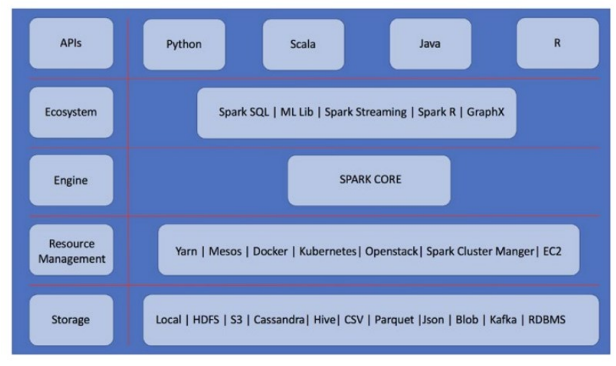 APIs
Python
Scala
Java
R
Ecosystem
Spark SQL | ML Lib | Spark Streaming | Spark R | GraphX
Engine
SPARK CORE
Resource
Management
Yarn | Mesos | Docker | Kubernetes| Openstack| Spark Cluster Manger| EC2
Storage
Local | HDFS | S3 | Cassandra| Hive| CSV | Parquet |Json | Blob | Kafka | RDBMS